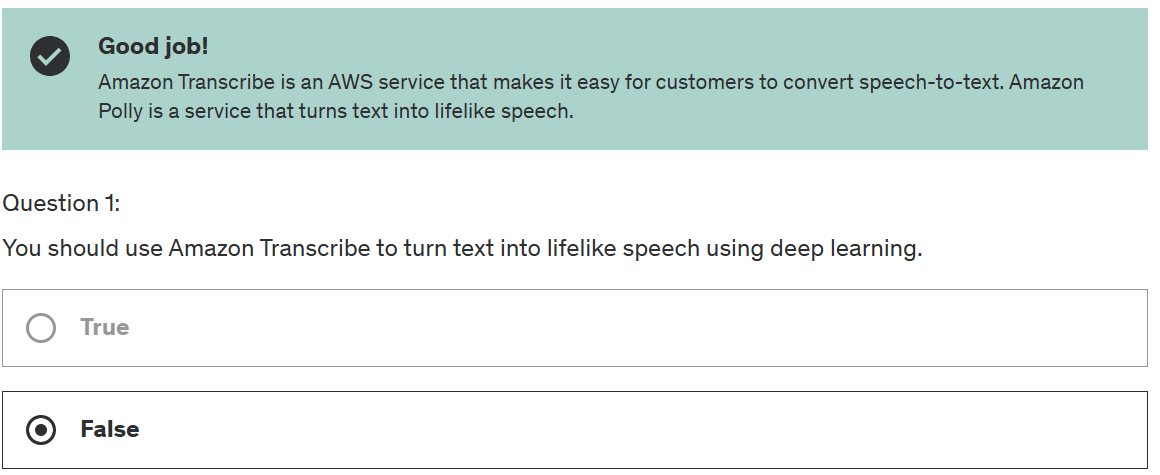 Good job!
Amazon Transcribe is an AWS service that makes it easy for customers to convert speech-to-text. Amazon
Polly is a service that turns text into lifelike speech.
Question 1:
You should use Amazon Transcribe to turn text into lifelike speech using deep learning.
True
False